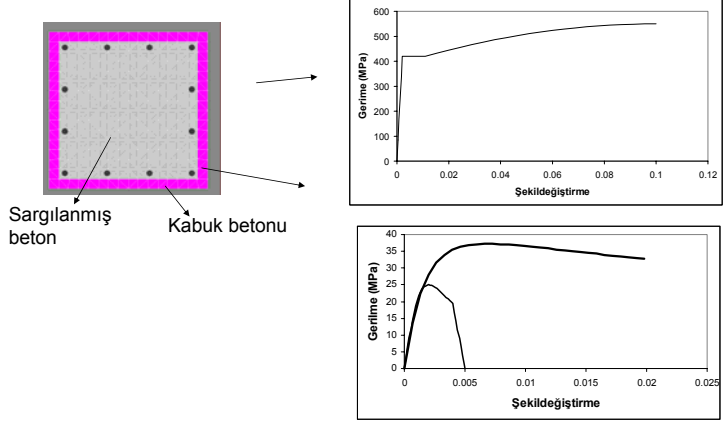 Sargılanmış
beton
Kabuk betonu
600
500
400
300
200
100
0
Gerime (MPa)
0 0.02 0.04 0.06 0.08 0.1 0.12
Şekildeğiştirme
40
35
30
25
20
15
10
5
0
Gerilme (MPa)
0 0.005 0.01 0.015 0.02 0.025
Şekildeğiştirme